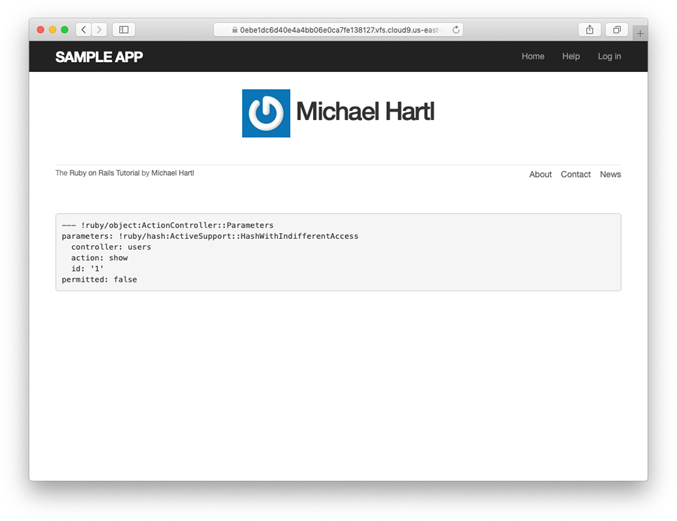 0ebe1dc6d40e4a4bb06e0ca7fe138127.vfs.cloud9.us-east-
SAMPLE APP
Home Help Log in
Michael Hartl
The Ruby on Rails Tutorial by Michael Hartl
About Contact News
--- !ruby/object:ActionController::Parameters
parameters: !ruby/hash:ActiveSupport::HashWithIndifferentAccess
  controller: users
  action: show
  id: '1'
permitted: false